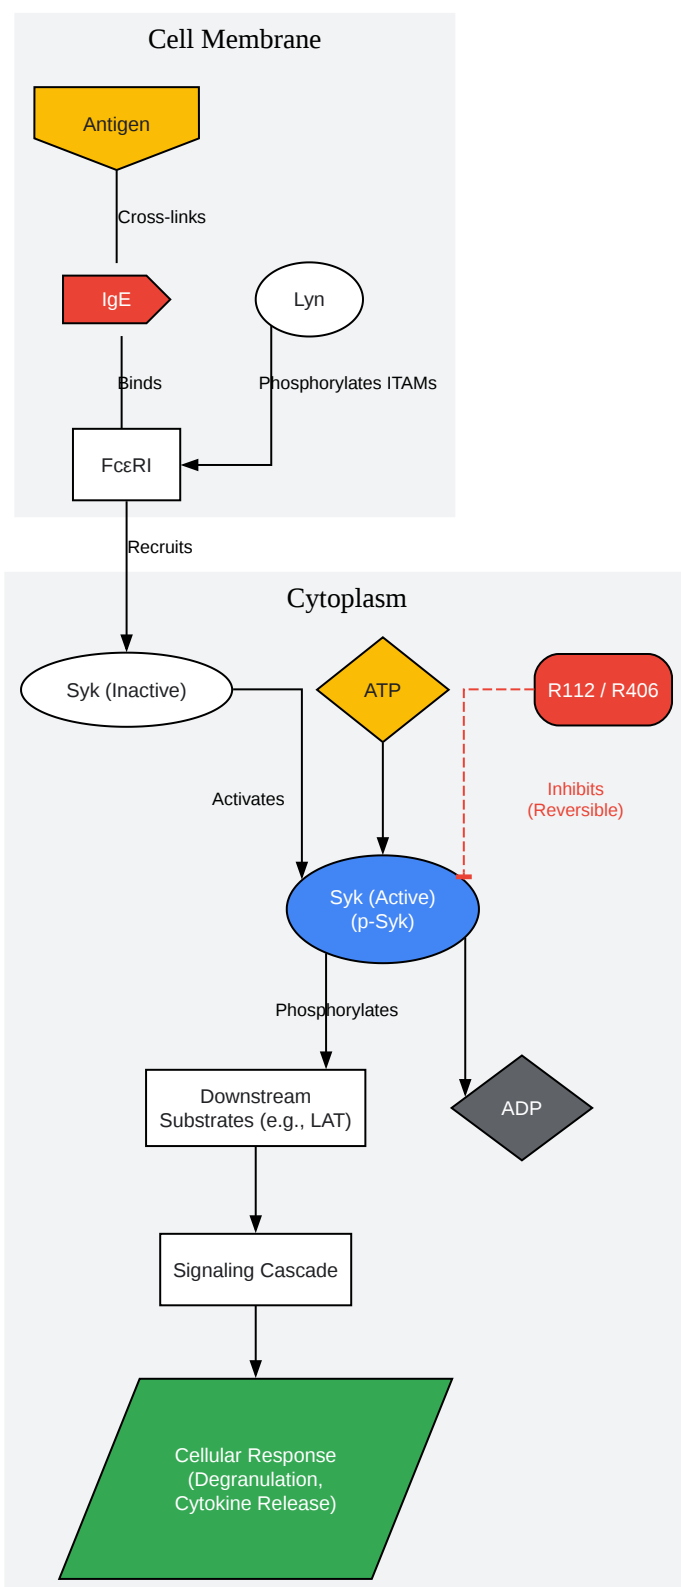 Cell Membrane
Antigen
Cross-links
IgE
Lyn
Binds
Phosphorylates ITAMs
FcεRI
Recruits
Cytoplasm
Syk (Inactive)
ATP
R112 / R406
Activates
Inhibits
(Reversible)
Syk (Active)
(p-Syk)
Phosphorylates
Downstream
Substrates (e.g., LAT)
ADP
Signaling Cascade
Cellular Response
(Degranulation,
Cytokine Release)